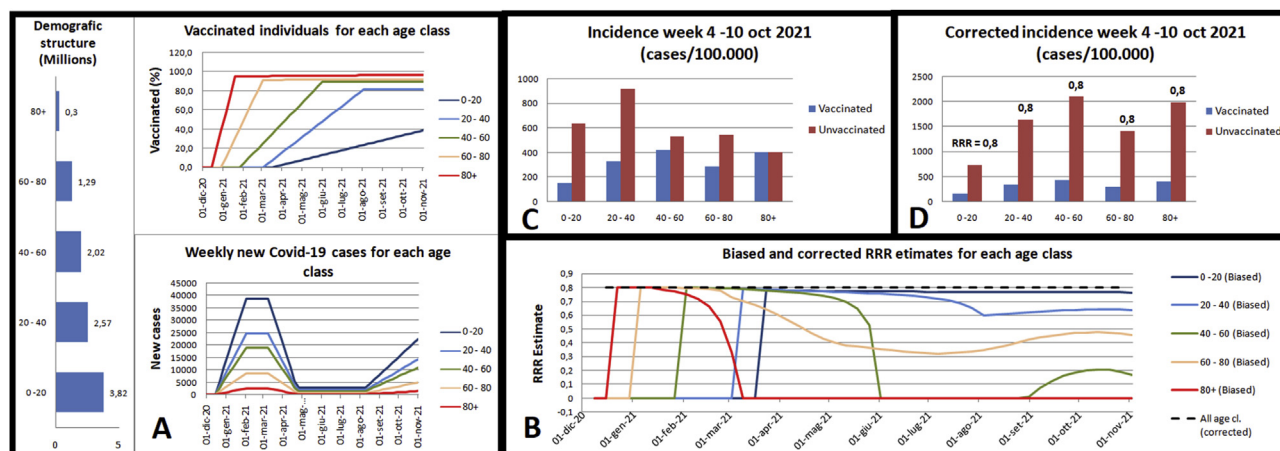 Demografic
structure
(Millions)
80+
0,3
60 - 80
1,29
40 - 60
2,02
20 - 40
2,57
0-20
3,82
0
5
Vaccinated individuals for each age class
Vaccinated (%)
120,0
100,0
80,0
60,0
40,0
20,0
0,0
01-dic-20
01-gen-21
01-feb-21
01-mar-21
01-apr-21
01-mag-21
01-giu-21
01-lug-21
01-ago-21
01-set-21
01-ott-21
01-nov-21
0 -20
20 - 40
40 - 60
60 - 80
80+
Weekly new Covid-19 cases for each age
class
New cases
45000
40000
35000
30000
25000
20000
15000
10000
5000
0
01-dic-20
01-gen-21
01-feb-21
01-mar-21
01-apr-21
01-mag-...
01-giu-21
01-lug-21
01-ago-21
01-set-21
01-ott-21
01-nov-21
0 -20
20 - 40
40 - 60
60 - 80
80+
A
Incidence week 4 -10 oct 2021
(cases/100.000)
1000
800
600
400
200
0
0 -20
20 - 40
40 - 60
60 - 80
80+
Vaccinated
Unvaccinated
C
Corrected incidence week 4 -10 oct 2021
(cases/100.000)
2500
2000
1500
1000
500
0
RRR = 0,8
0,8
0,8
0,8
0,8
0 -20
20 - 40
40 - 60
60 - 80
80+
Vaccinated
Unvaccinated
D
Biased and corrected RRR etimates for each age class
RRR Estimate
0,9
0,8
0,7
0,6
0,5
0,4
0,3
0,2
0,1
0
-0,1
01-dic-20
01-gen-21
01-feb-21
01-mar-21
01-apr-21
01-mag-21
01-giu-21
01-lug-21
01-ago-21
01-set-21
01-ott-21
01-nov-21
0 -20 (Biased)
20 - 40 (Biased)
40 - 60 (Biased)
60 - 80 (Biased)
80+ (Biased)
All age cl.
(corrected)
B